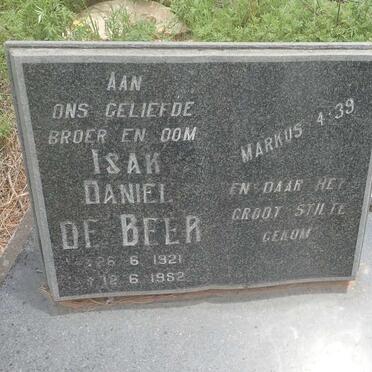 AAN
ONS GELIEFDE
BROER EN OOM
ISAK
DANIEL
DE BEER
26 6 1921
12 6 1982
MARKUS 4:39
EN DAAR HET
GROOT STILTE
GEKOM